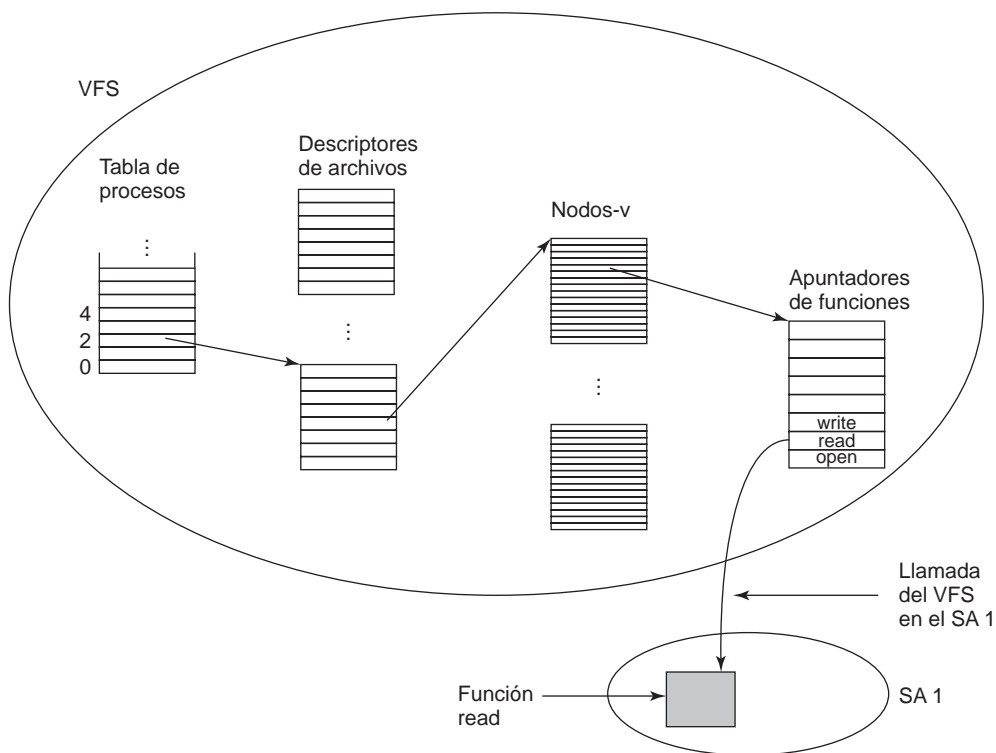 VFS
Tabla de
procesos
⋮
4
2
0
Descriptores
de archivos
⋮
Nodos-v
⋮
Apuntadores
de funciones
write
read
open
Llamada
del VFS
en el SA 1
Función
read
SA 1